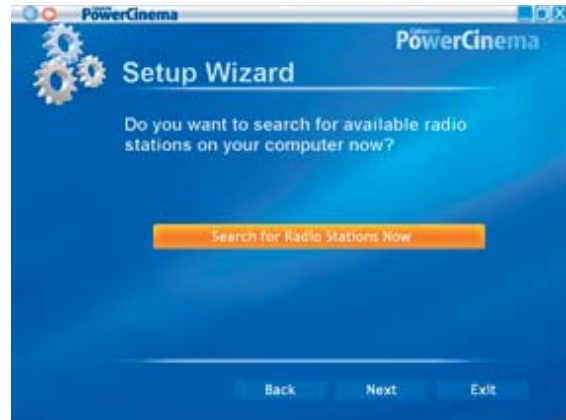 PowerCinema
PowerCinema
Setup Wizard
Do you want to search for available radio
stations on your computer now?
Search for Radio Stations Now
Back Next Exit